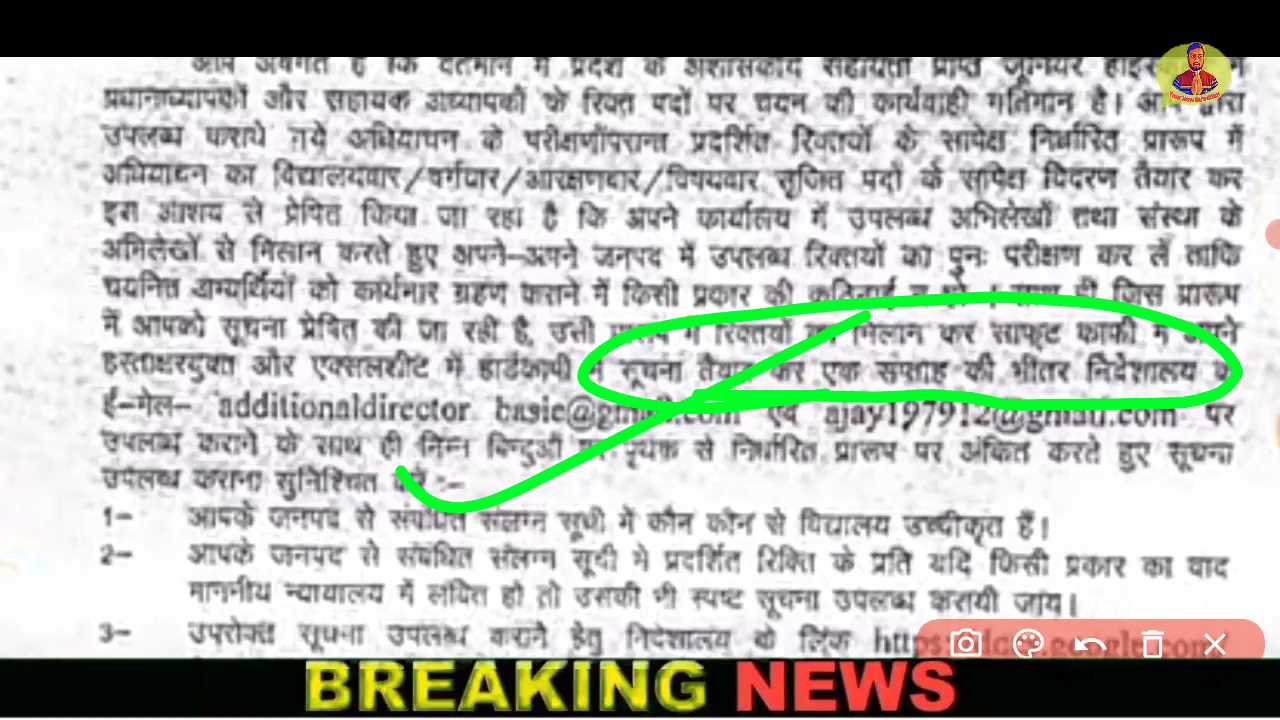 आप अवगत है कि वर्तमान में प्रदेश के अशासकीय सहायता प्राप्त जूनियर
प्रधानाध्यापकों और सहायक अध्यापकों के रिक्त पदों पर चयन की कार्यवाही गतिमान है।
उपलब्ध कराये गये अधियाचन के परीक्षणोंपरान्त प्रदर्शित रिक्तियों के सापेक्ष निर्धारित प्रारूप में
अधियाचन का विद्यालयवार/वर्गवार/आरक्षणवार/विषयवार सृजित पदों के सापेक्ष विवरण तैयार कर
इस आशय से प्रेषित किया जा रहा है कि अपने कार्यालय में उपलब्ध अभिलेखों तथा संस्था के
अभिलेखों से मिलान करते हुए अपने-अपने जनपद में उपलब्ध रिक्तियों का पुनः परीक्षण कर लें ताकि
चयनित अभ्यर्थियों को कार्यभार ग्रहण कराने में किसी प्रकार की कठिनाई न हो । साथ ही जिस प्रारूप
में आपको सूचना प्रेषित की जा रही है, उसी प्रारूप में रिक्तियों का मिलान कर साफ्ट काफी में अपने
हस्ताक्षरयुक्त और एक्सलशीट में हार्डकापी में सूचना तैयार कर एक सप्ताह की भीतर निदेशालय के
ई-मेल- additionaldirector basic@gmail.com एवं ajay197912@gmail.com पर
उपलब्ध कराने के साथ ही निम्न बिन्दुओं पर पृथक से निर्धारित प्रारूप पर अंकित करते हुए सूचना
उपलब्ध कराना सुनिश्चित करें :-
1- आपके जनपद से संबंधित संलग्न सूची में कौन कौन से विद्यालय उच्चीकृत हैं।
2- आपके जनपद से संबंधित संलग्न सूची मे प्रदर्शित रिक्ति के प्रति यदि किसी प्रकार का वाद
माननीय न्यायालय में लंबित हो तो उसकी भी स्पष्ट सूचना उपलब्ध करायी जाय।
3- उपरोक्त सूचना उपलब्ध कराने हेतु निदेशालय के लिंक
BREAKING NEWS